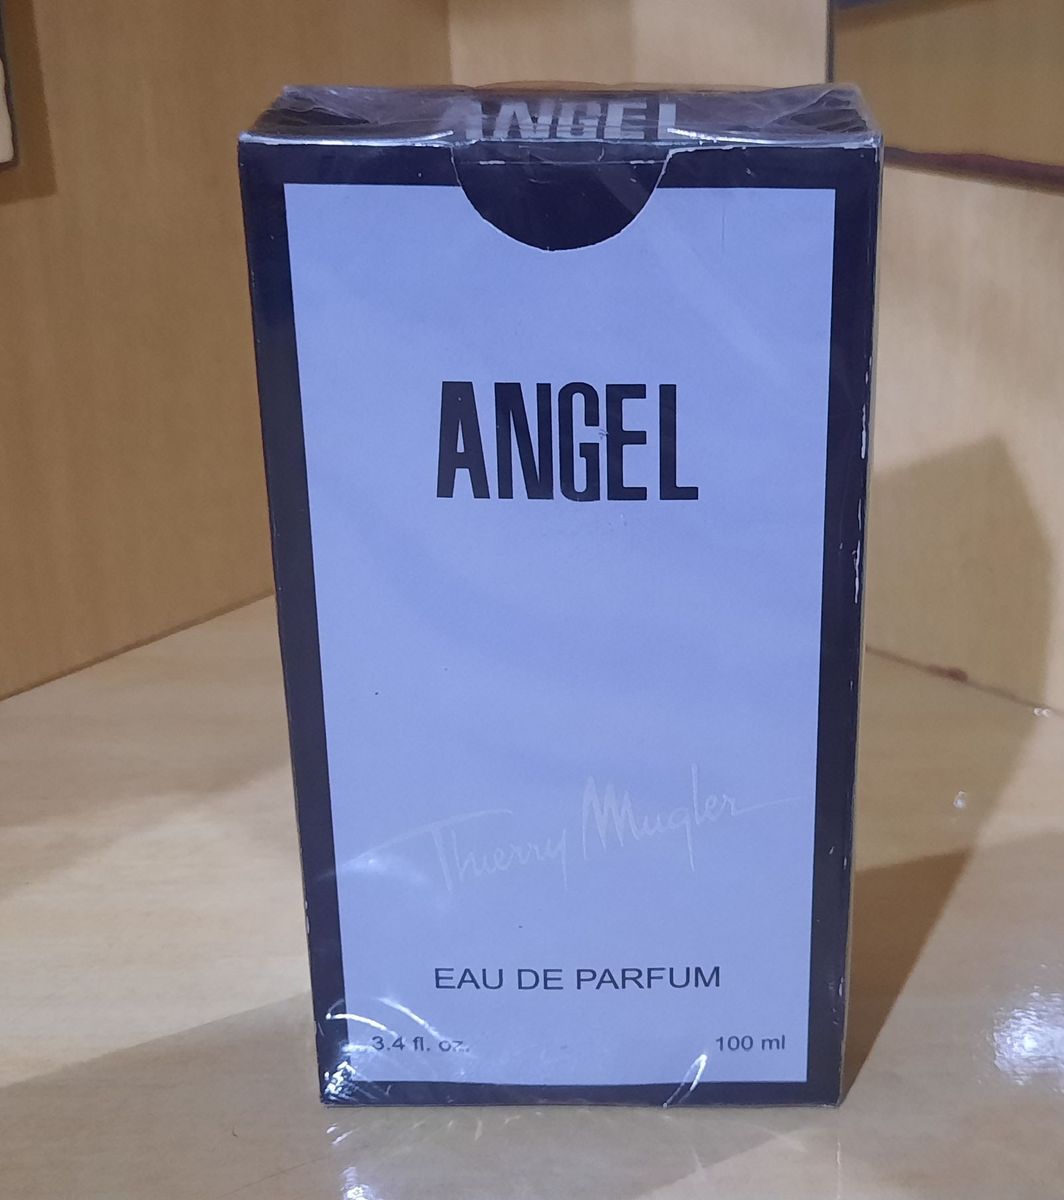 ANGEL
ANGEL
Thierry Mugler
EAU DE PARFUM
3.4 fl. oz. 100 ml